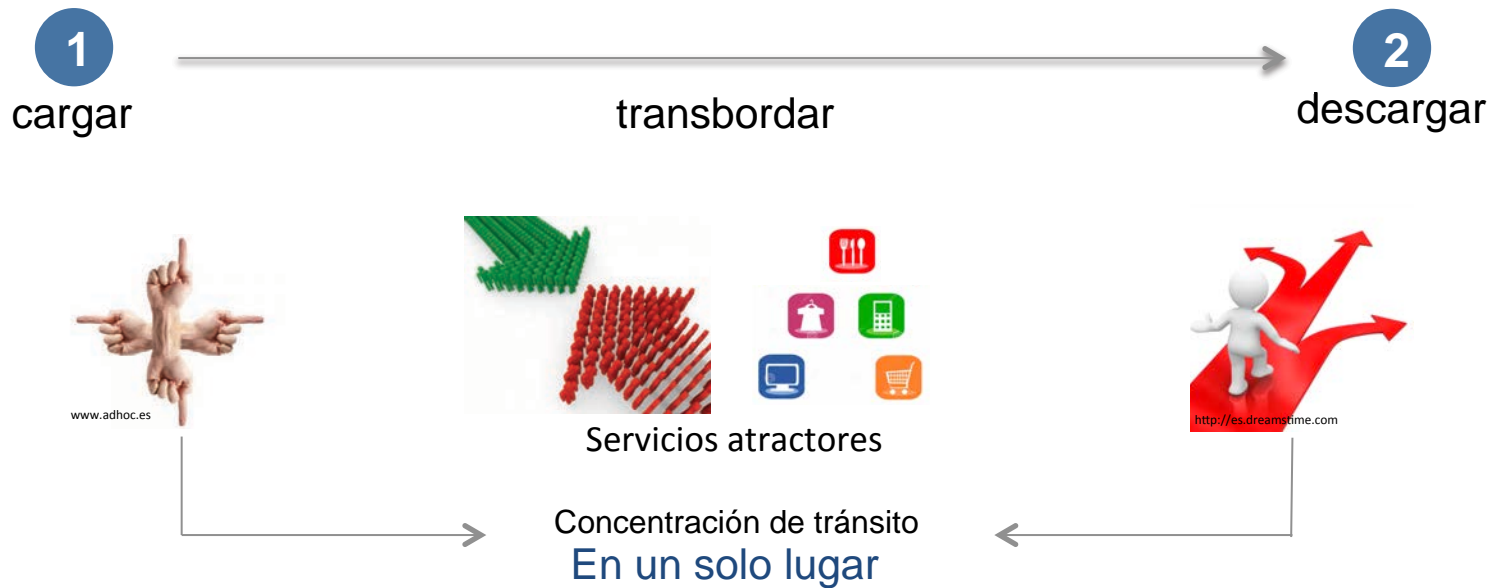 1
2
cargar
transbordar
descargar
www.adhoc.es
http://es.dreamstime.com
Servicios atractores
Concentración de tránsito
En un solo lugar